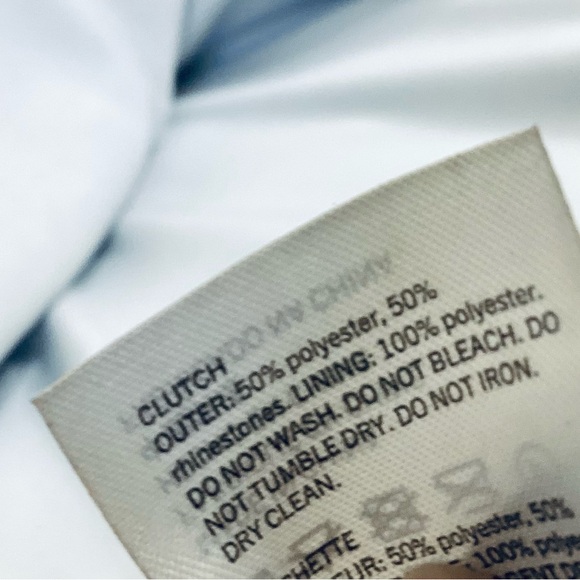 CLUTCH
OUTER: 50% polyester, 50%
rhinestones. LINING: 100% polyester.
DO NOT WASH. DO NOT BLEACH. DO
NOT TUMBLE DRY. DO NOT IRON.
DRY CLEAN.
HETTE
UR: 50% polyester, 50%
100% polye